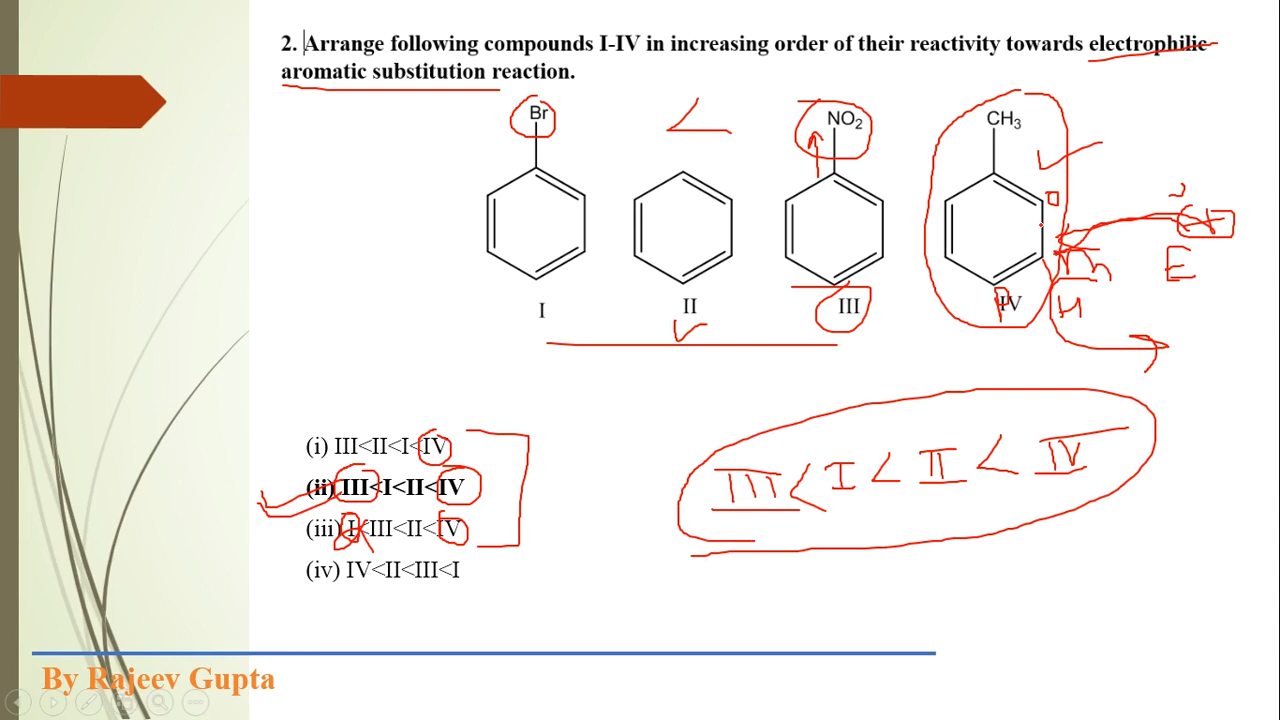 2. Arrange following compounds I-IV in increasing order of their reactivity towards electrophilic
aromatic substitution reaction.
Br
<
NO2
CH3
O
+
E
m
H
P
I
II
III
IV
(i) III<II<I<IV
(ii) III<I<II<IV
(iii) I<III<II<IV
(iv) IV<II<III<I
III < I < II < IV
By Rajeev Gupta